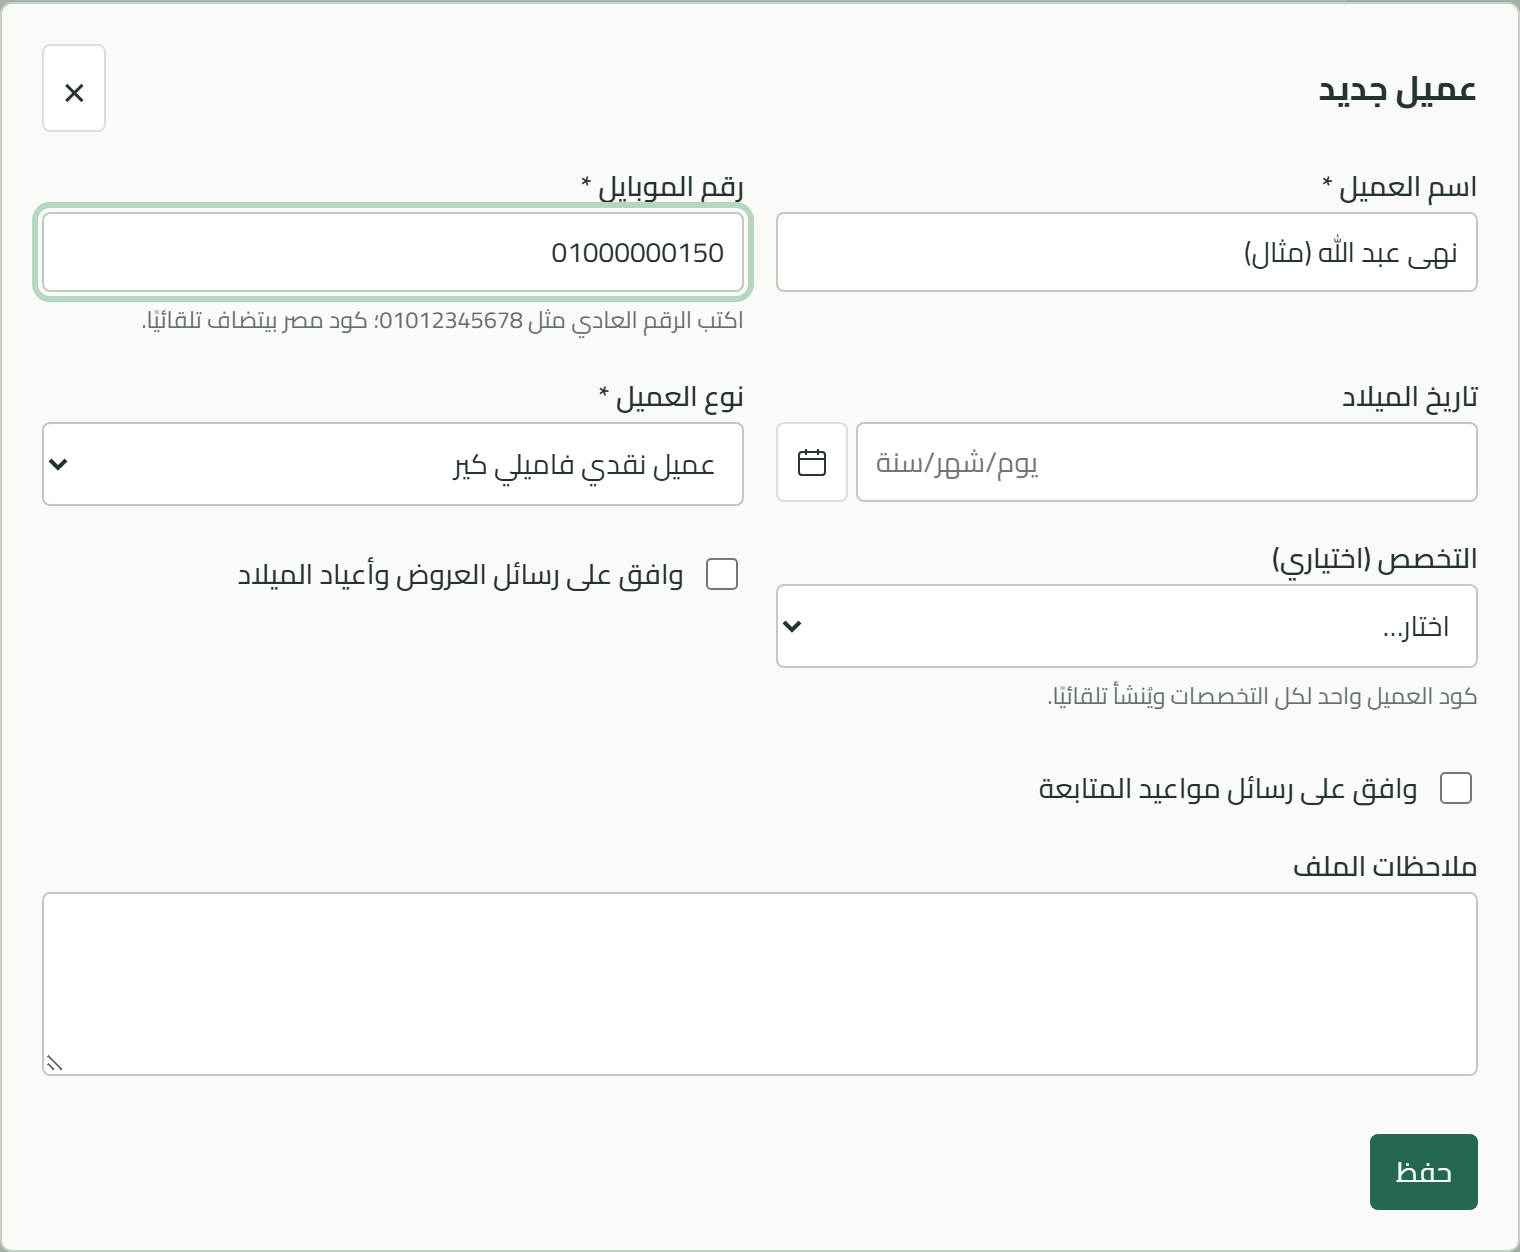 عميل جديد
×
اسم العميل *
نهى عبد الله (مثال)
رقم الموبايل *
01000000150
اكتب الرقم العادي مثل 01012345678؛ كود مصر بيتضاف تلقائيًا.
تاريخ الميلاد
يوم/شهر/سنة
نوع العميل *
عميل نقدي فاميلي كير
التخصص (اختياري)
اختار...
كود العميل واحد لكل التخصصات ويُنشأ تلقائيًا.
وافق على رسائل العروض وأعياد الميلاد
وافق على رسائل مواعيد المتابعة
ملاحظات الملف
حفظ